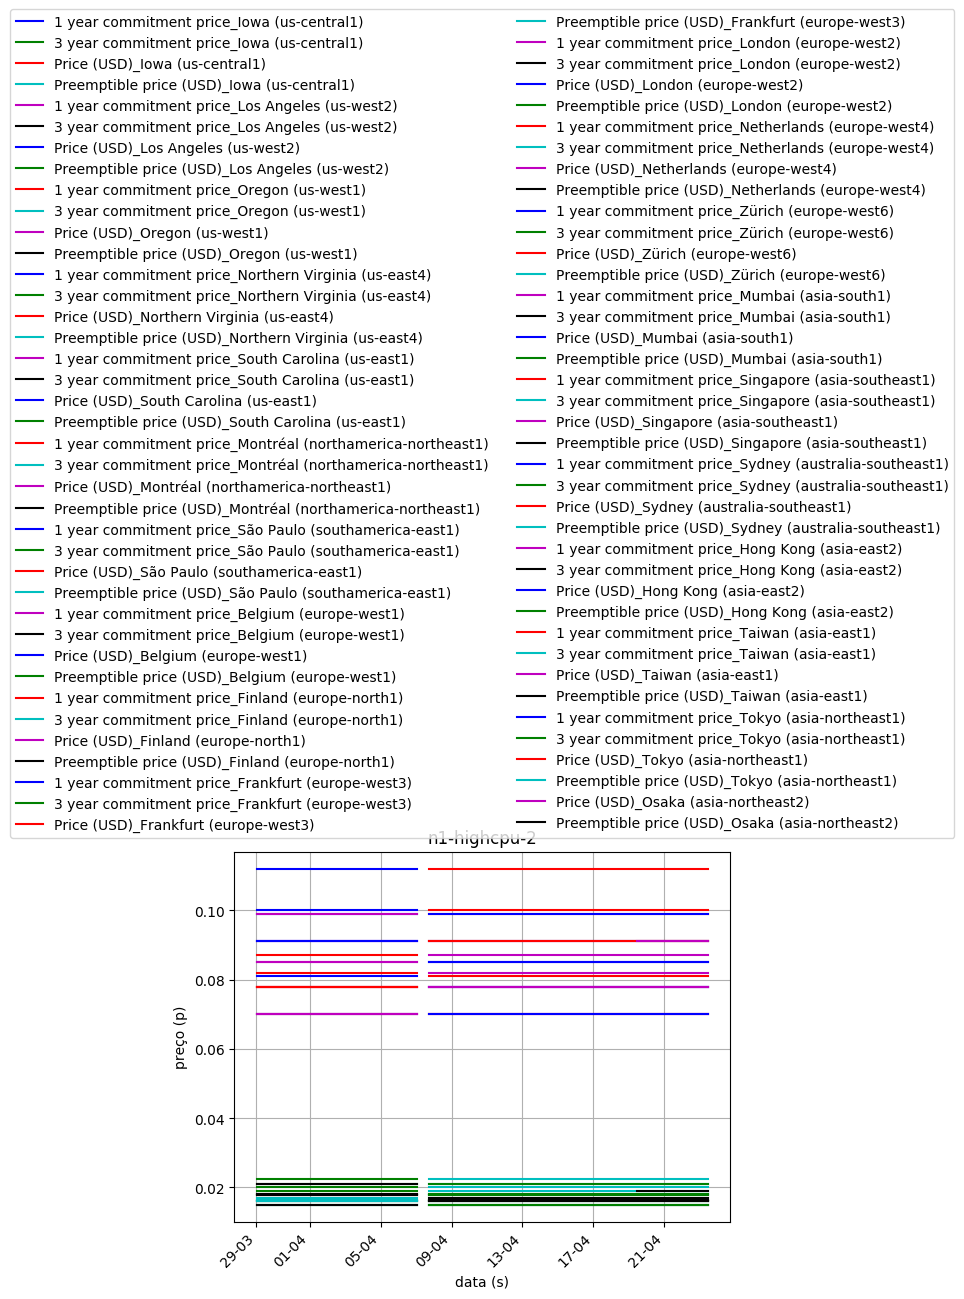 1 year commitment price_Iowa (us-central1)
3 year commitment price_Iowa (us-central1)
Price (USD)_Iowa (us-central1)
Preemptible price (USD)_Iowa (us-central1)
1 year commitment price_Los Angeles (us-west2)
3 year commitment price_Los Angeles (us-west2)
Price (USD)_Los Angeles (us-west2)
Preemptible price (USD)_Los Angeles (us-west2)
1 year commitment price_Oregon (us-west1)
3 year commitment price_Oregon (us-west1)
Price (USD)_Oregon (us-west1)
Preemptible price (USD)_Oregon (us-west1)
1 year commitment price_Northern Virginia (us-east4)
3 year commitment price_Northern Virginia (us-east4)
Price (USD)_Northern Virginia (us-east4)
Preemptible price (USD)_Northern Virginia (us-east4)
1 year commitment price_South Carolina (us-east1)
3 year commitment price_South Carolina (us-east1)
Price (USD)_South Carolina (us-east1)
Preemptible price (USD)_South Carolina (us-east1)
1 year commitment price_Montréal (northamerica-northeast1)
3 year commitment price_Montréal (northamerica-northeast1)
Price (USD)_Montréal (northamerica-northeast1)
Preemptible price (USD)_Montréal (northamerica-northeast1)
1 year commitment price_São Paulo (southamerica-east1)
3 year commitment price_São Paulo (southamerica-east1)
Price (USD)_São Paulo (southamerica-east1)
Preemptible price (USD)_São Paulo (southamerica-east1)
1 year commitment price_Belgium (europe-west1)
3 year commitment price_Belgium (europe-west1)
Price (USD)_Belgium (europe-west1)
Preemptible price (USD)_Belgium (europe-west1)
1 year commitment price_Finland (europe-north1)
3 year commitment price_Finland (europe-north1)
Price (USD)_Finland (europe-north1)
Preemptible price (USD)_Finland (europe-north1)
1 year commitment price_Frankfurt (europe-west3)
3 year commitment price_Frankfurt (europe-west3)
Price (USD)_Frankfurt (europe-west3)
Preemptible price (USD)_Frankfurt (europe-west3)
1 year commitment price_London (europe-west2)
3 year commitment price_London (europe-west2)
Price (USD)_London (europe-west2)
Preemptible price (USD)_London (europe-west2)
1 year commitment price_Netherlands (europe-west4)
3 year commitment price_Netherlands (europe-west4)
Price (USD)_Netherlands (europe-west4)
Preemptible price (USD)_Netherlands (europe-west4)
1 year commitment price_Zürich (europe-west6)
3 year commitment price_Zürich (europe-west6)
Price (USD)_Zürich (europe-west6)
Preemptible price (USD)_Zürich (europe-west6)
1 year commitment price_Mumbai (asia-south1)
3 year commitment price_Mumbai (asia-south1)
Price (USD)_Mumbai (asia-south1)
Preemptible price (USD)_Mumbai (asia-south1)
1 year commitment price_Singapore (asia-southeast1)
3 year commitment price_Singapore (asia-southeast1)
Price (USD)_Singapore (asia-southeast1)
Preemptible price (USD)_Singapore (asia-southeast1)
1 year commitment price_Sydney (australia-southeast1)
3 year commitment price_Sydney (australia-southeast1)
Price (USD)_Sydney (australia-southeast1)
Preemptible price (USD)_Sydney (australia-southeast1)
1 year commitment price_Hong Kong (asia-east2)
3 year commitment price_Hong Kong (asia-east2)
Price (USD)_Hong Kong (asia-east2)
Preemptible price (USD)_Hong Kong (asia-east2)
1 year commitment price_Taiwan (asia-east1)
3 year commitment price_Taiwan (asia-east1)
Price (USD)_Taiwan (asia-east1)
Preemptible price (USD)_Taiwan (asia-east1)
1 year commitment price_Tokyo (asia-northeast1)
3 year commitment price_Tokyo (asia-northeast1)
Price (USD)_Tokyo (asia-northeast1)
Preemptible price (USD)_Tokyo (asia-northeast1)
Price (USD)_Osaka (asia-northeast2)
Preemptible price (USD)_Osaka (asia-northeast2)
n1-highcpu-2
0.10
0.08
0.06
0.04
0.02
preço (p)
29-03
01-04
05-04
09-04
13-04
17-04
21-04
data (s)